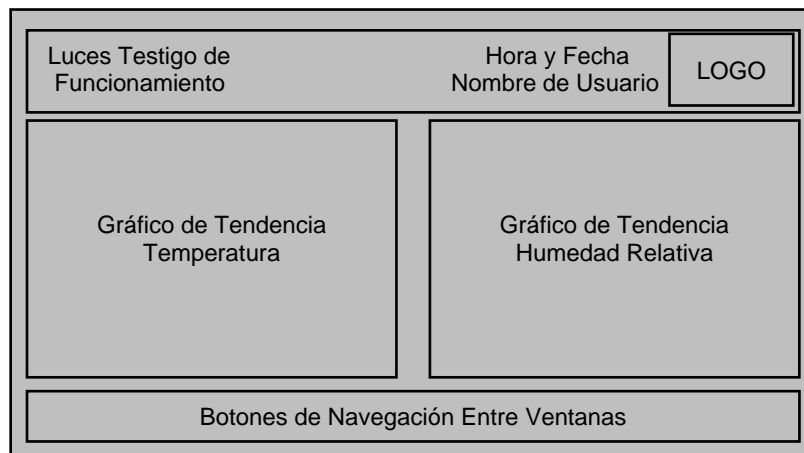 Luces Testigo de
Funcionamiento
Hora y Fecha
Nombre de Usuario
LOGO
Gráfico de Tendencia
Temperatura
Gráfico de Tendencia
Humedad Relativa
Botones de Navegación Entre Ventanas